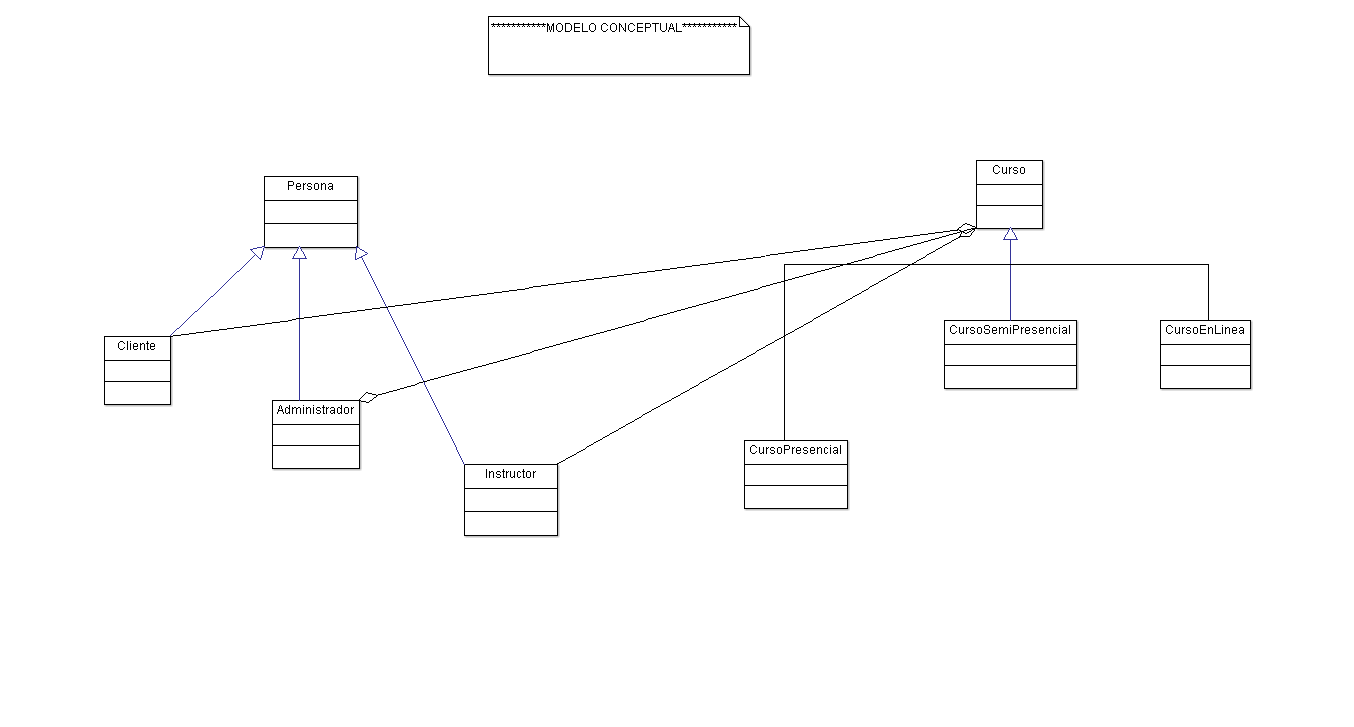 ***********MODELO CONCEPTUAL***********
Persona
Curso
Cliente
Administrador
Instructor
CursoPresencial
CursoSemiPresencial
CursoEnLinea